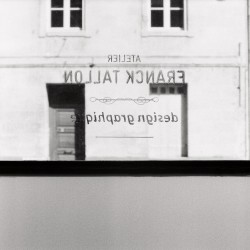 ATELIER
FRANCK TALLON
design graphique